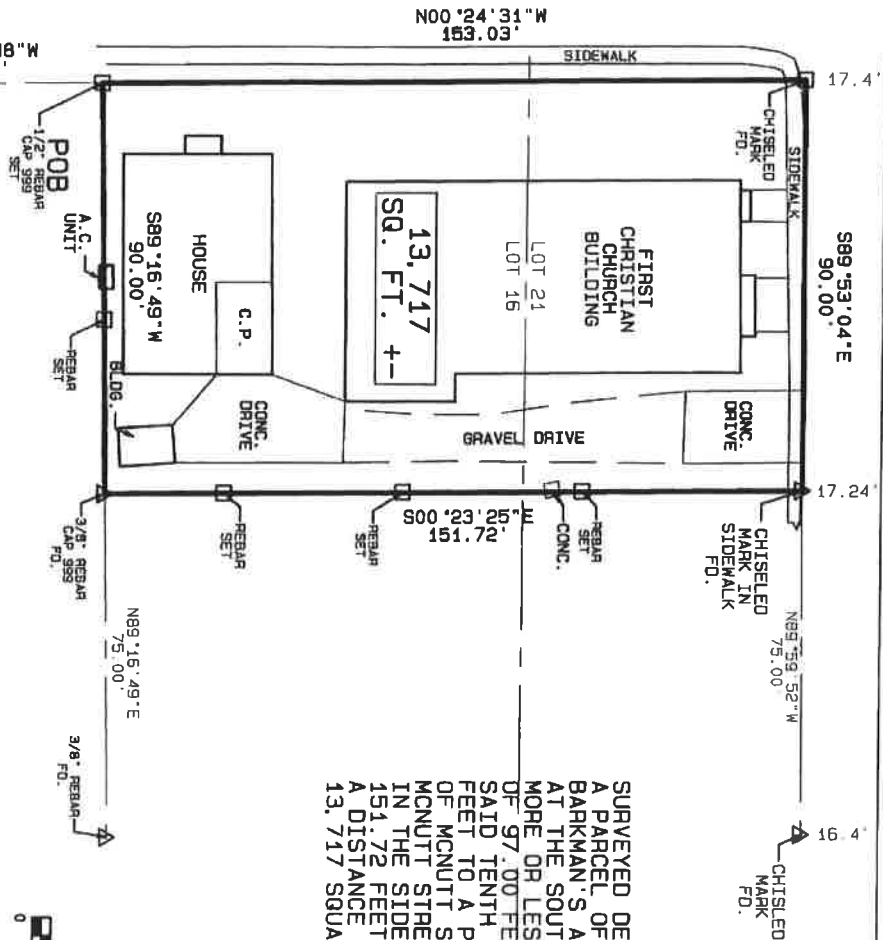 N00°24'31"W
153.03'
8"W
SIDEWALK
17.4'
CHISELED
MARK
FD.
SIDEWALK
S89°53'04"E
90.00'
POB
1/2" REBAR
CAP 999
SET
A.C.
UNIT
HOUSE
S89°16'49"W
90.00'
C.P.
REBAR
SET
BLDG.
CONC.
DRIVE
13,717
SQ. FT. +-
LOT 21
LOT 16
FIRST
CHRISTIAN
CHURCH
BUILDING
GRAVEL DRIVE
CONC.
DRIVE
17.24'
3/8" REBAR
CAP 999
FD.
REBAR
SET
REBAR
SET
S00°23'25"E
151.72'
CONC.
REBAR
SET
CHISELED
MARK IN
SIDEWALK
FD.
N89°16'49"E
75.00'
N89°59'52"W
75.00'
3/8" REBAR
FD.
16.4'
CHISLED
MARK
FD.
SURVEYED DE
A PARCEL OF
BARKMAN'S A
AT THE SOUT
MORE OR LES
OF 97.00 FE
SAID TENTH
FEET TO A P
OF MCNUTT S
MCNUTT STRE
IN THE SIDE
151.72 FEET
A DISTANCE
13,717 SQUA
0